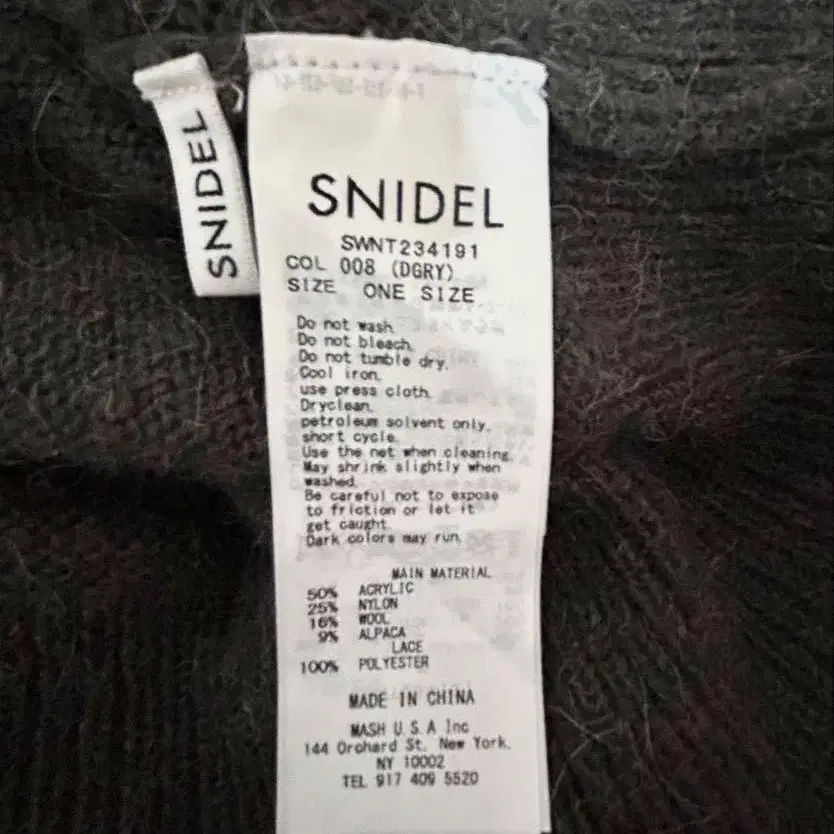 SNIDEL
SNIDEL
SWNT234191
COL 008 (DGRY)
SIZE ONE SIZE
Do not wash.
Do not bleach.
Do not tumble dry.
Cool iron.
use press cloth.
Dryclean.
petroleum solvent only.
short cycle.
Use the net when cleaning.
May shrink slightly when
washed.
Be careful not to expose
to friction or let it
get caught.
Dark colors may run.
MAIN MATERIAL
50% ACRYLIC
25% NYLON
16% WOOL
9% ALPACA
LACE
100% POLYESTER
MADE IN CHINA
MASH U.S.A Inc
144 Orchard St. New York.
NY 10002
TEL 917 409 5520